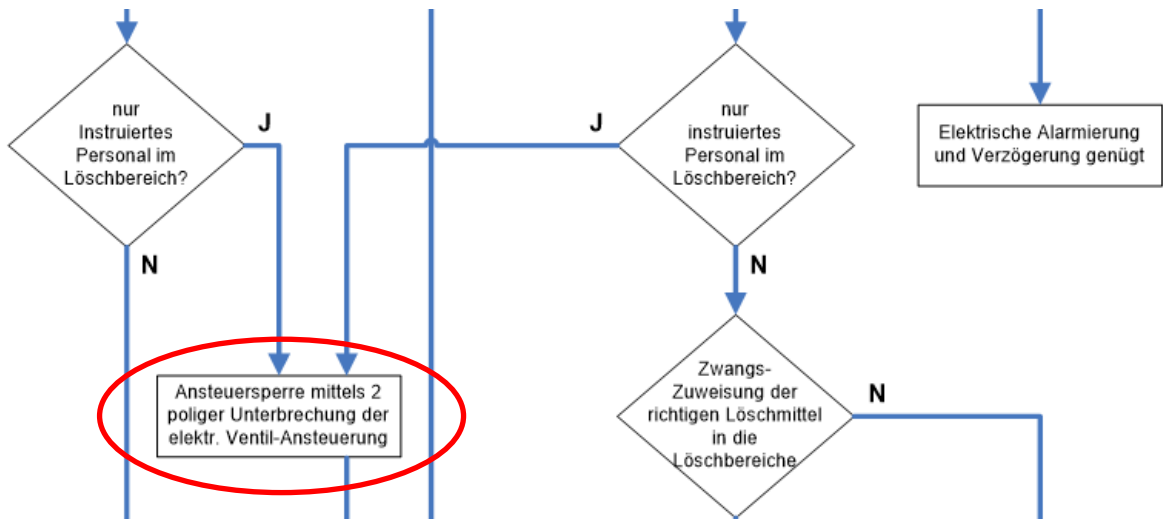 nur
Instruiertes
Personal im
Löschbereich?
J
N
J
nur
instruiertes
Personal im
Löschbereich?
N
Elektrische Alarmierung
und Verzögerung genügt
Ansteuersperre mittels 2
poliger Unterbrechung der
elektr. Ventil-Ansteuerung
Zwangs-
Zuweisung der
richtigen Löschmittel
in die
Löschbereiche
N